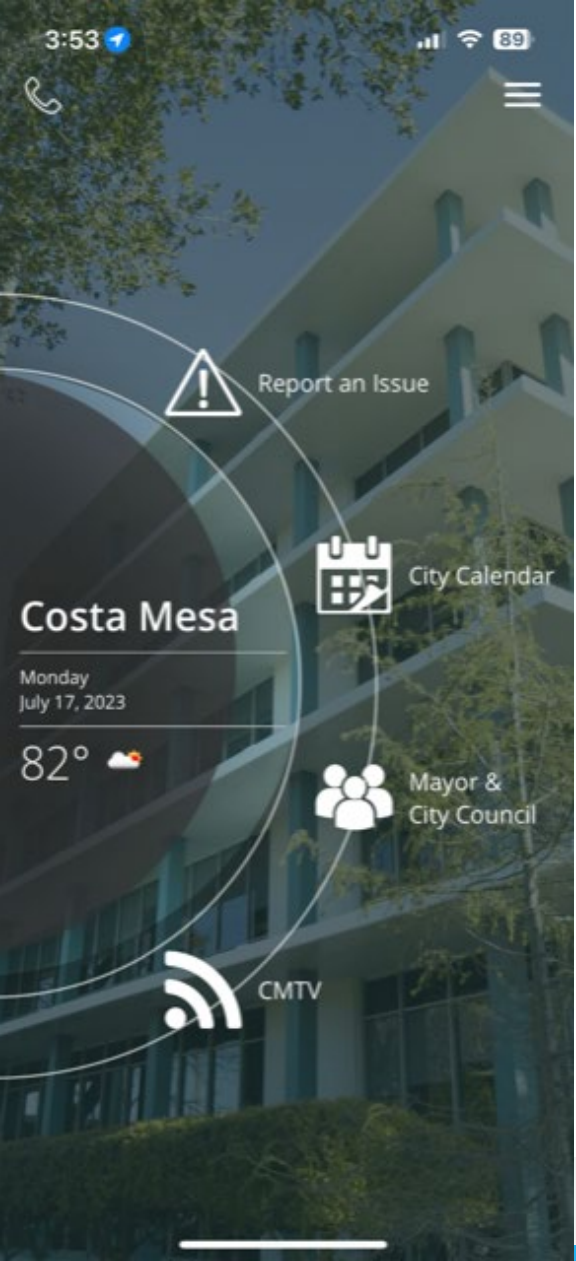 3:53
89
Report an Issue
City Calendar
Costa Mesa
Monday
July 17, 2023
82°
Mayor &
City Council
CMTV